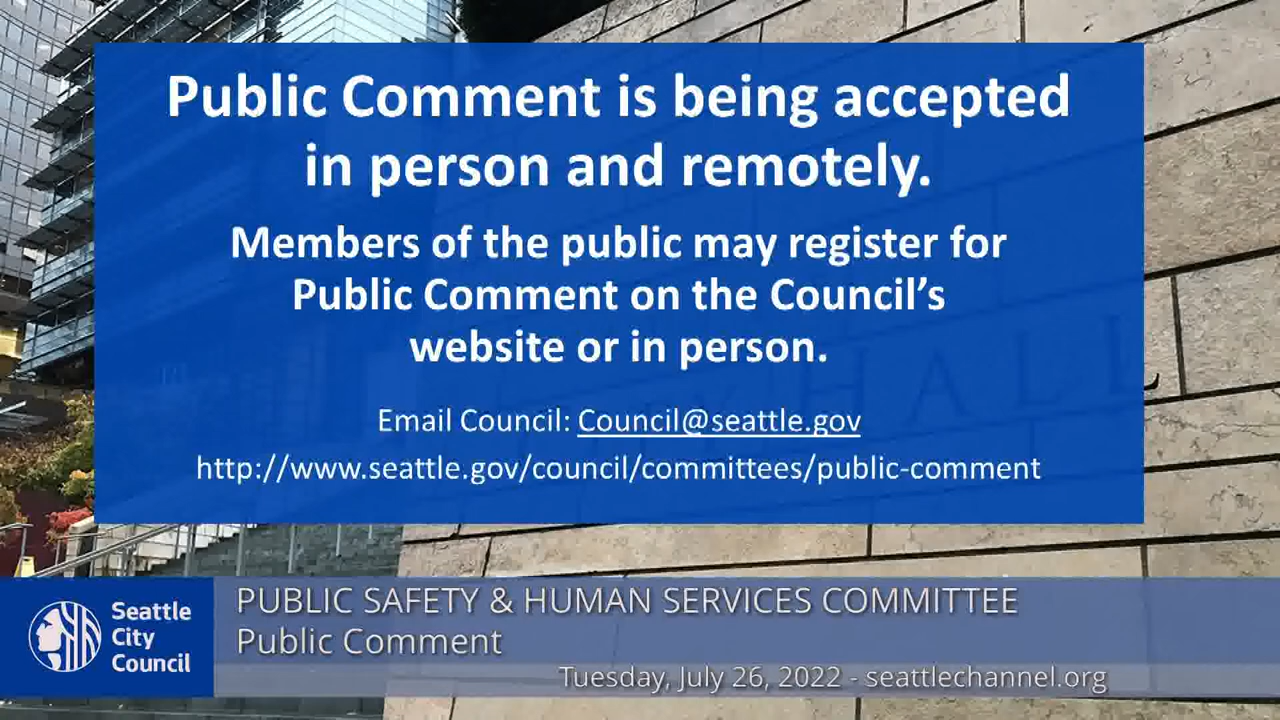 Public Comment is being accepted
in person and remotely.
Members of the public may register for
Public Comment on the Council's
website or in person.
Email Council: Council@seattle.gov
http://www.seattle.gov/council/committees/public-comment
HALL
Seattle
City
Council
PUBLIC SAFETY & HUMAN SERVICES COMMITTEE
Public Comment
Tuesday, July 26, 2022 - seattlechannel.org